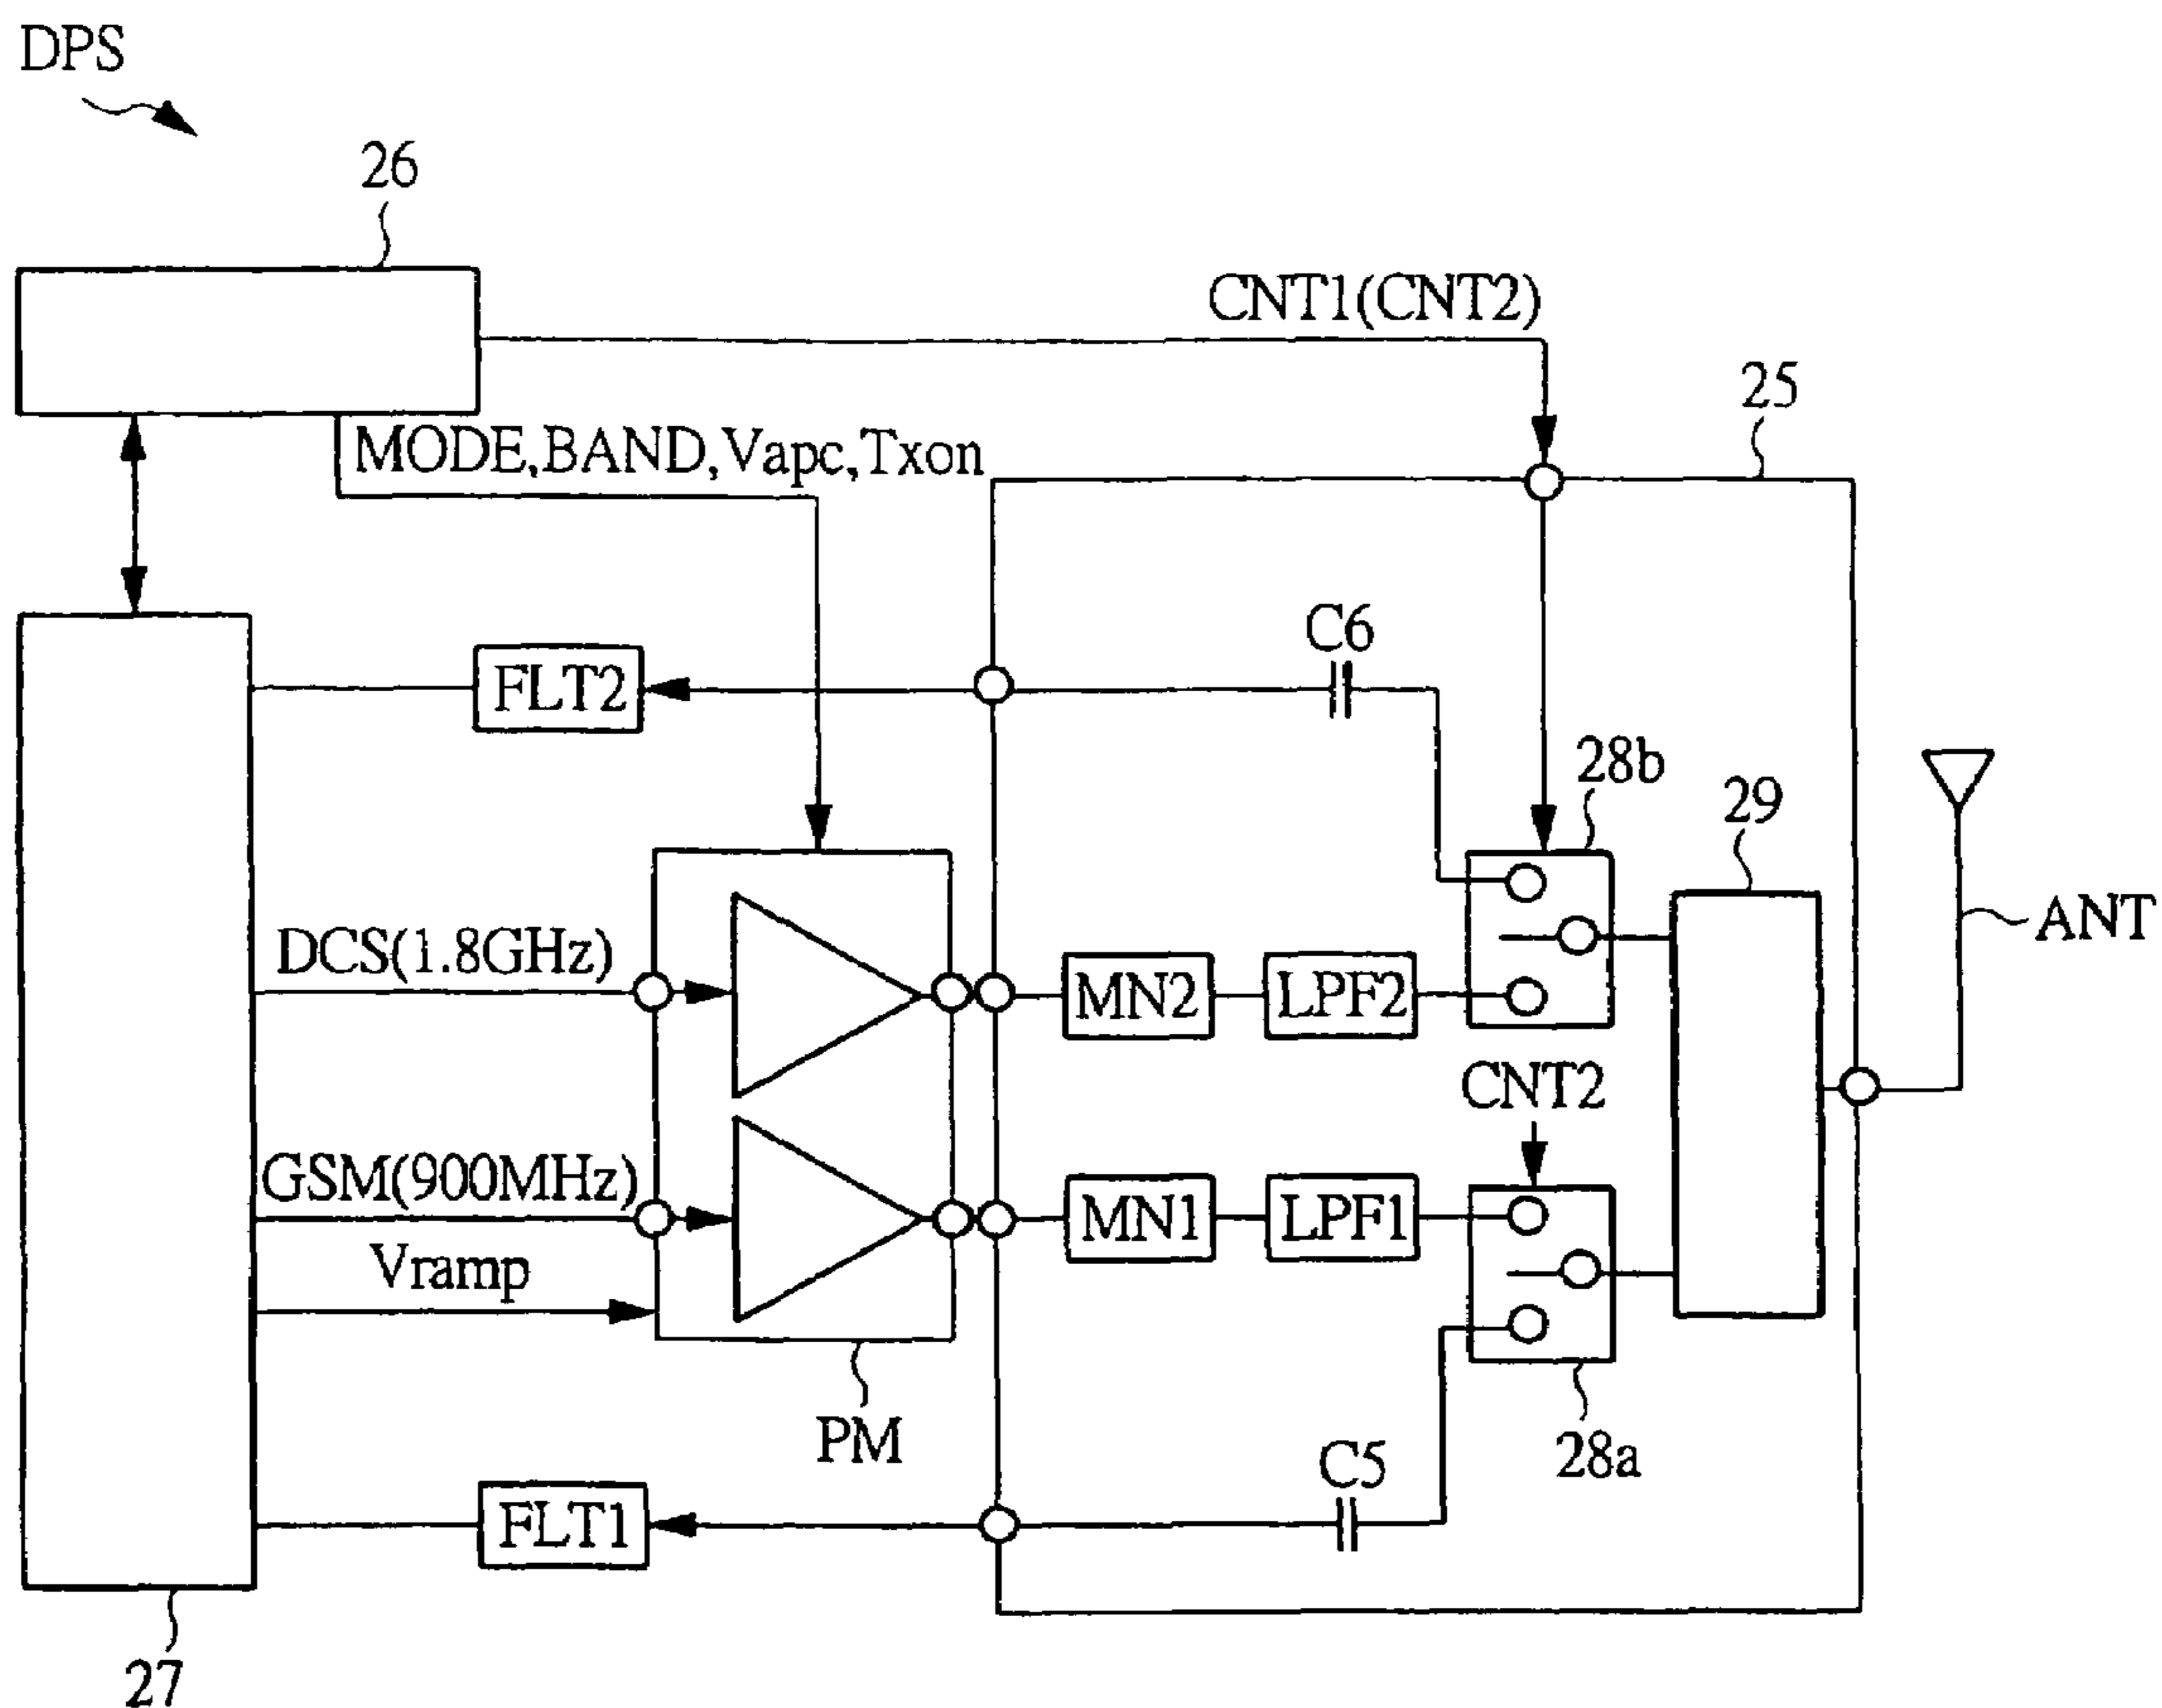 DPS
26
CNT1(CNT2)
25
MODE,BAND,Vapc,Txon
C6
FLT2
28b
29
DCS(1.8GHz)
ANT
MN2
LPF2
CNT2
GSM(900MHz)
MN1
LPF1
Vramp
PM
28a
C5
FLT1
27